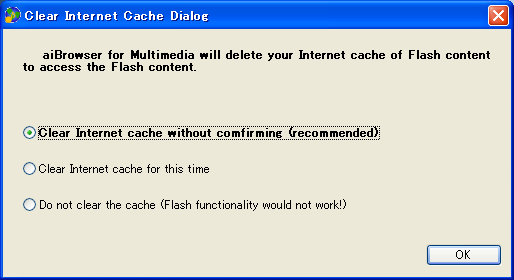 Clear Internet Cache Dialog
aiBrowser for Multimedia will delete your Internet cache of Flash content
to access the Flash content.
Clear Internet cache without comfirming (recommended)
Clear Internet cache for this time
Do not clear the cache (Flash functionality would not work!)
OK